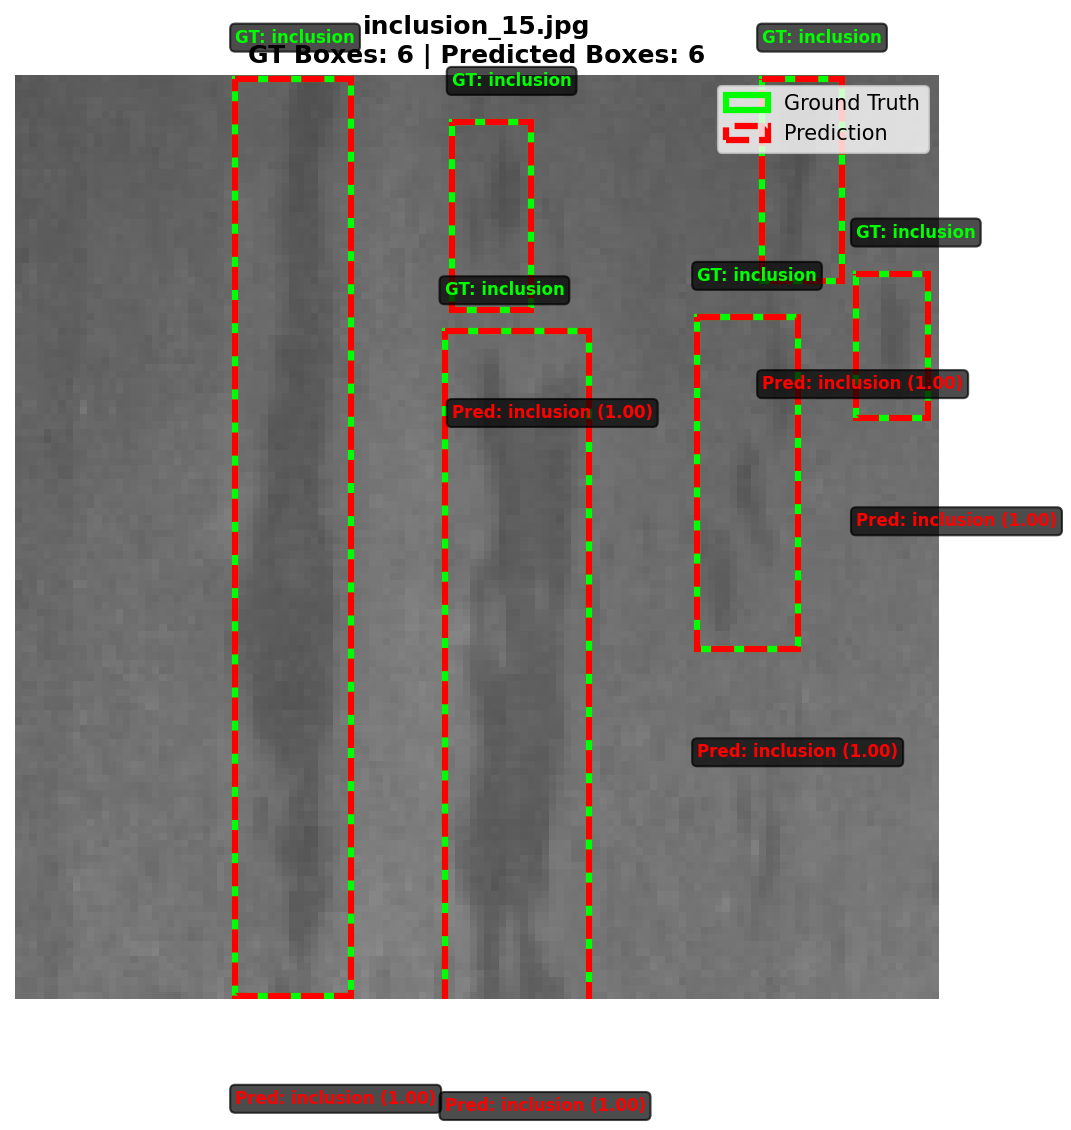 inclusion_15.jpg
GT Boxes: 6 | Predicted Boxes: 6
GT: inclusion
GT: inclusion
GT: inclusion
Ground Truth
Prediction
GT: inclusion
GT: inclusion
GT: inclusion
Pred: inclusion (1.00)
Pred: inclusion (1.00)
Pred: inclusion (1.00)
Pred: inclusion (1.00)
Pred: inclusion (1.00)
Pred: inclusion (1.00)